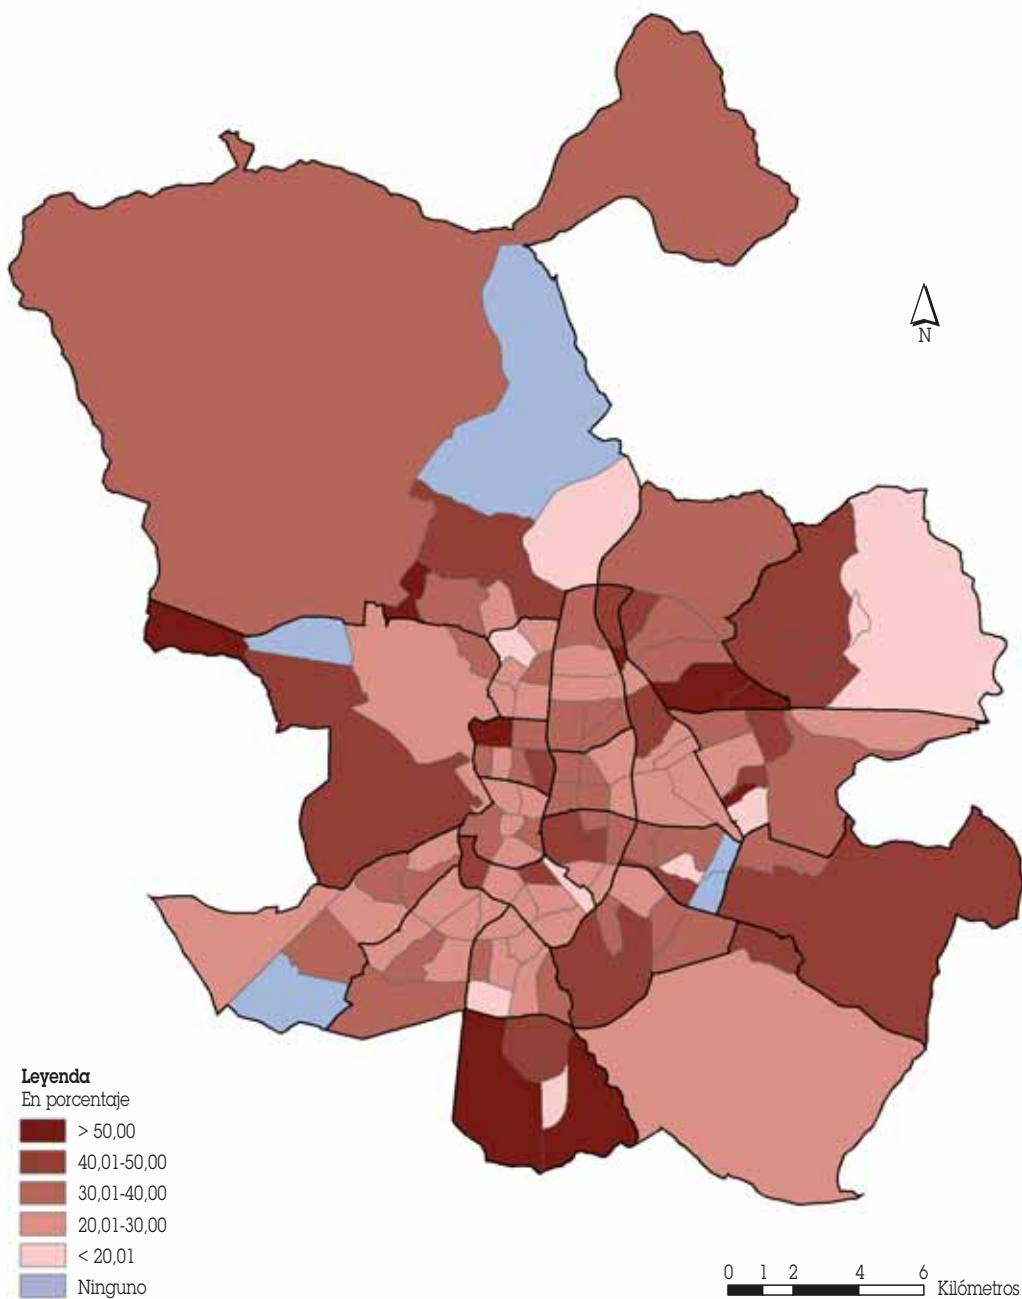 N
Leyenda
En porcentaje
> 50,00
40,01-50,00
30,01-40,00
20,01-30,00
< 20,01
Ninguno
0 1 2 4 6
Kilómetros